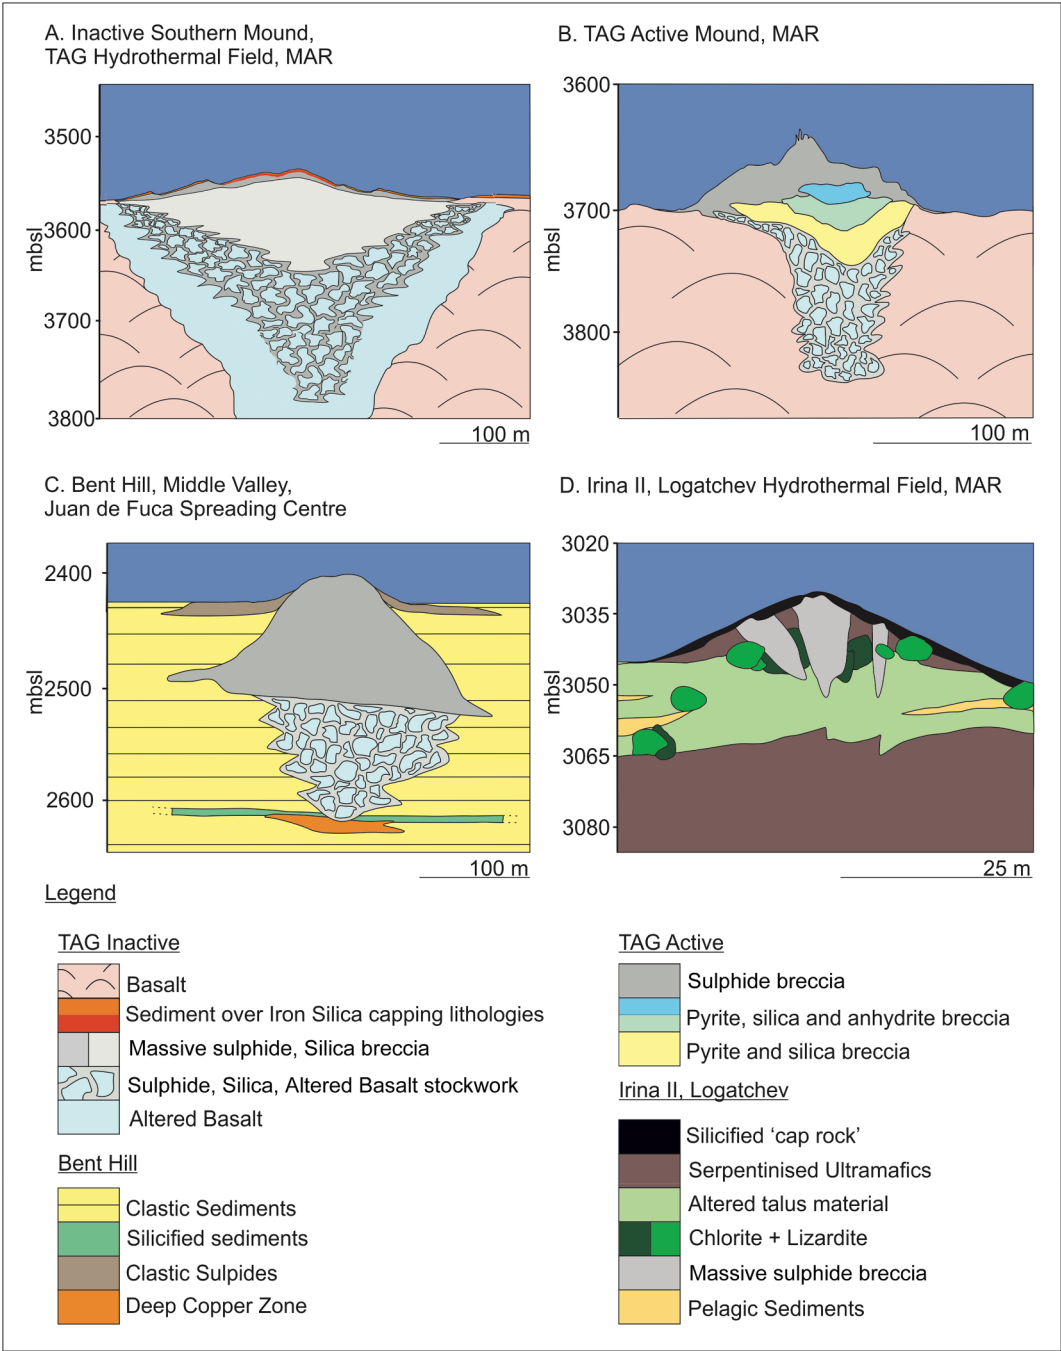 A. Inactive Southern Mound,
TAG Hydrothermal Field, MAR
3500
3600
3700
3800
mbsl
100 m
B. TAG Active Mound, MAR
3600
3700
3800
mbsl
100 m
C. Bent Hill, Middle Valley,
Juan de Fuca Spreading Centre
2400
2500
2600
mbsl
100 m
D. Irina II, Logatchev Hydrothermal Field, MAR
3020
3035
3050
3065
3080
mbsl
25 m
Legend
TAG Inactive
Basalt
Sediment over Iron Silica capping lithologies
Massive sulphide, Silica breccia
Sulphide, Silica, Altered Basalt stockwork
Altered Basalt
Bent Hill
Clastic Sediments
Silicified sediments
Clastic Sulpides
Deep Copper Zone
TAG Active
Sulphide breccia
Pyrite, silica and anhydrite breccia
Pyrite and silica breccia
Irina II, Logatchev
Silicified ‘cap rock’
Serpentinised Ultramafics
Altered talus material
Chlorite + Lizardite
Massive sulphide breccia
Pelagic Sediments